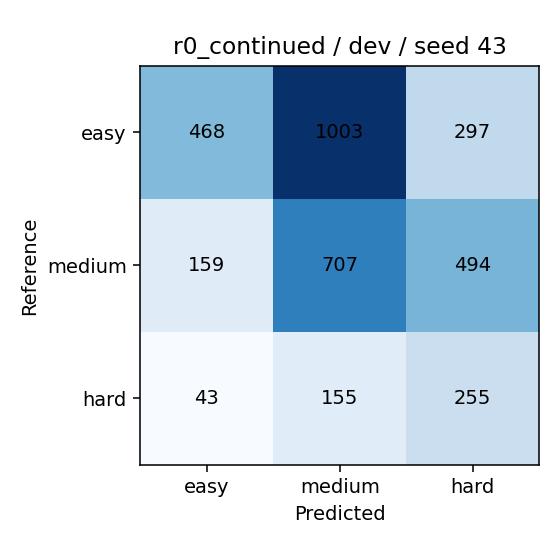 r0_continued / dev / seed 43
easy 468 1003 297
medium 159 707 494
hard 43 155 255
Reference
easy medium hard
Predicted